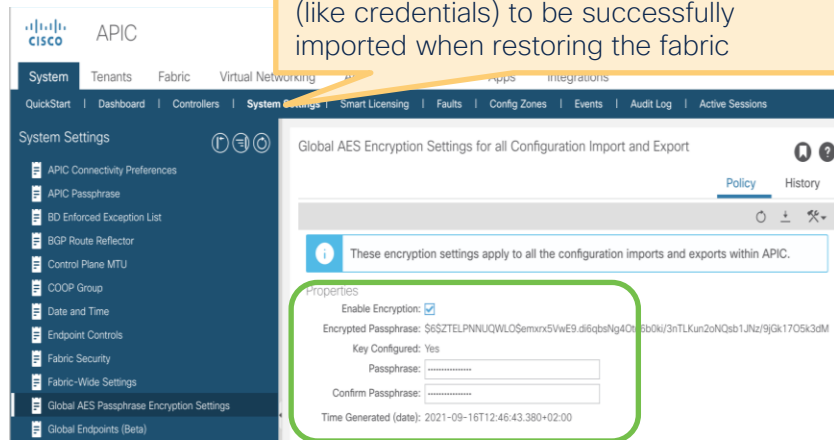 (like credentials) to be successfully
imported when restoring the fabric
CISCO
APIC
System Tenants Fabric Virtual Networking Apps Integrations
QuickStart | Dashboard | Controllers | System Settings | Smart Licensing | Faults | Config Zones | Events | Audit Log | Active Sessions
System Settings
APIC Connectivity Preferences
APIC Passphrase
BD Enforced Exception List
BGP Route Reflector
Control Plane MTU
COOP Group
Date and Time
Endpoint Controls
Fabric Security
Fabric-Wide Settings
Global AES Passphrase Encryption Settings
Global Endpoints (Beta)
Global AES Encryption Settings for all Configuration Import and Export
Policy History
i These encryption settings apply to all the configuration imports and exports within APIC.
Properties
Enable Encryption:
Encrypted Passphrase:
Key Configured: Yes
Passphrase: ················
Confirm Passphrase: ················
Time Generated (date): 2021-09-16T12:46:43.380+02:00